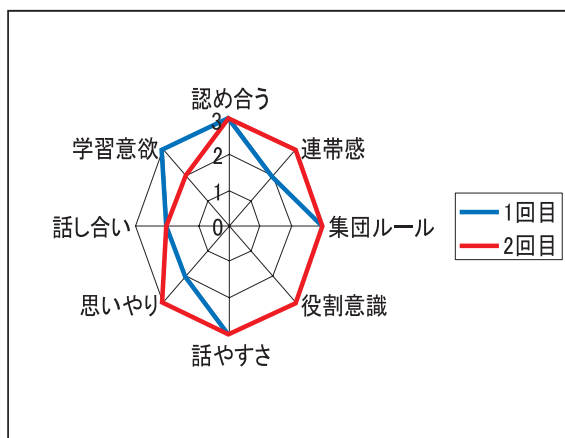 認め合う
3
学習意欲
連帯感
2
1
話し合い
0
集団ルール
1回目
2回目
思いやり
役割意識
話やすさ